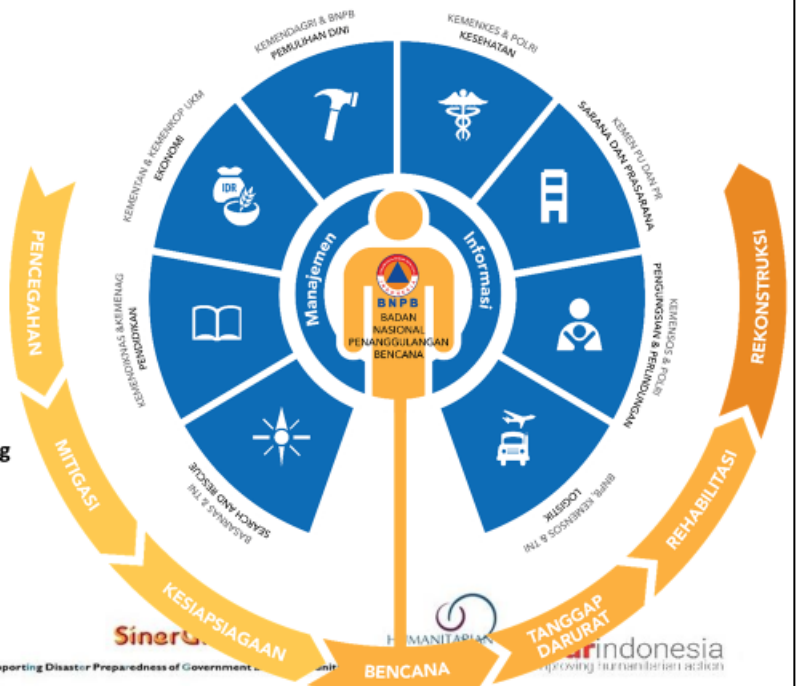 KEMENDAGRI & BNPB
PEMULIHAN DINI
KEMENKES & POLRI
KESEHATAN
KEMENTAN & KEMENKOP UKM
EKONOMI
IDR
KEMEN PU DAN PR
SARANA DAN PRASARANA
KEMENDIKNAS &KEMENAG
PENDIDIKAN
KEMENSOS & POLRI
PENGUNGSIAN & PERLINDUNGAN
BASARNAS & TNI
SEARCH AND RESCUE
BNPB, KEMENSOS & TNI
LOGISTIK
Manajemen
Informasi
BNPB
BADAN
NASIONAL
PENANGGULANGAN
BENCANA
PENCEGAHAN
g
MITIGASI
KESIAPSIAGAAN
BENCANA
TANGGAP
DARURAT
REHABILITASI
REKONSTRUKSI
indonesia
porting Disaster Preparedness of Government
improving humanitarian action